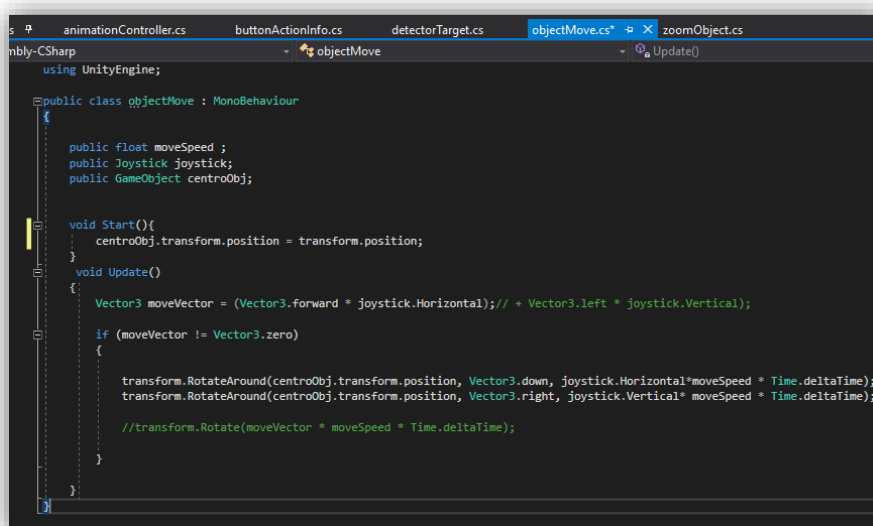 s animationController.cs buttonActionInfo.cs detectorTarget.cs objectMove.cs* zoomObject.cs
mbly-CSharp objectMove Update()
using UnityEngine;
public class objectMove : MonoBehaviour
{
public float moveSpeed ;
public Joystick joystick;
public GameObject centroObj;
void Start(){
centroObj.transform.position = transform.position;
}
void Update()
{
Vector3 moveVector = (Vector3.forward * joystick.Horizontal);// + Vector3.left * joystick.Vertical);
if (moveVector != Vector3.zero)
{
transform.RotateAround(centroObj.transform.position, Vector3.down, joystick.Horizontal*moveSpeed * Time.deltaTime);
transform.RotateAround(centroObj.transform.position, Vector3.right, joystick.Vertical* moveSpeed * Time.deltaTime);
//transform.Rotate(moveVector * moveSpeed * Time.deltaTime);
}
}
}